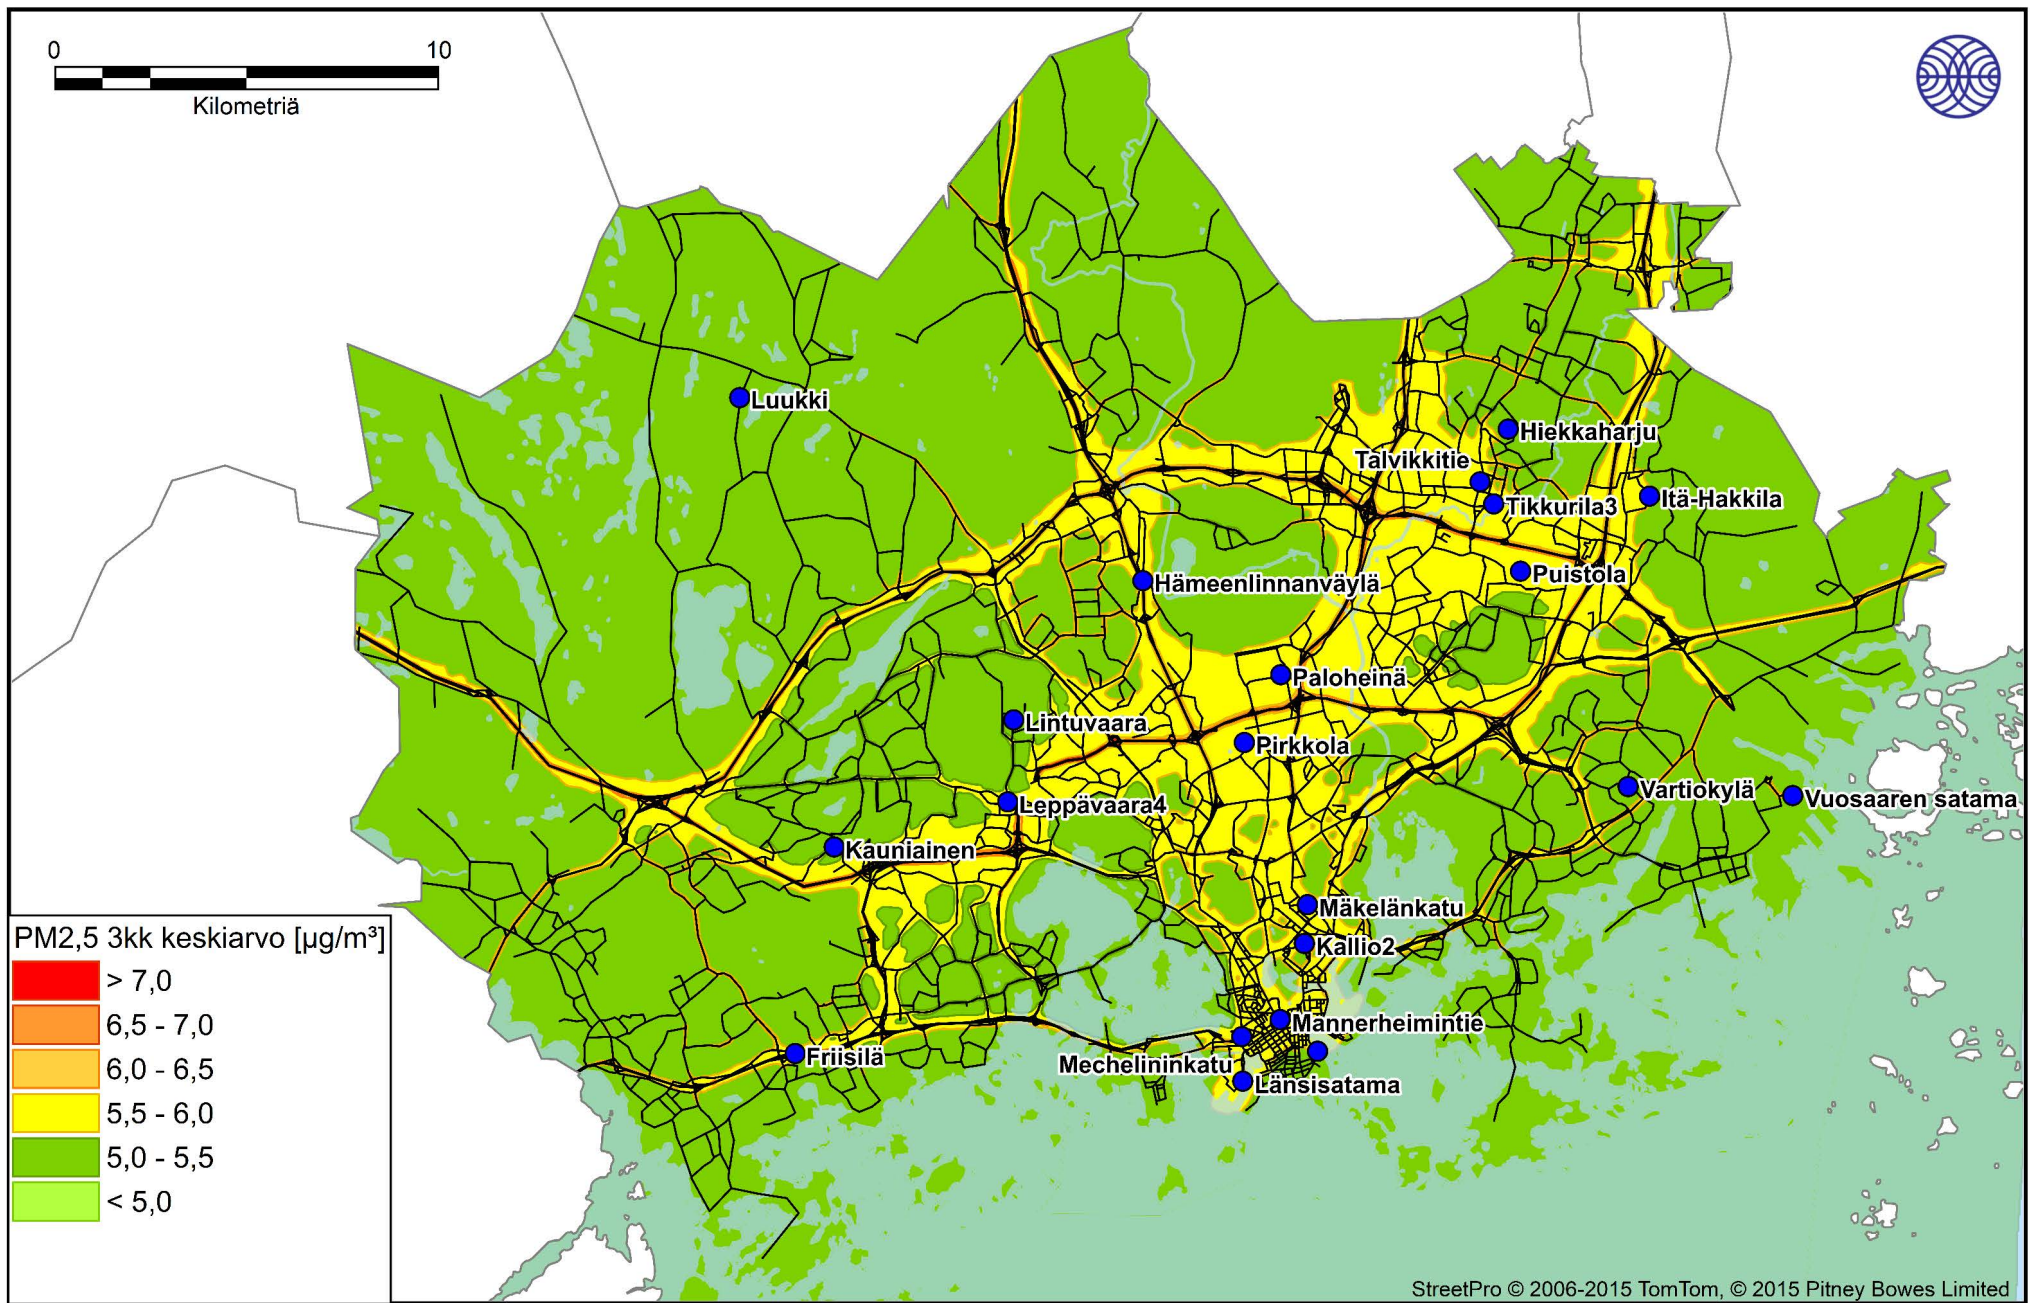 0 10
Kilometriä
Luukki
Hiekkaharju
Talvikkitie
Tikkurila3
Itä-Hakkila
Puistola
Hämeenlinnanväylä
Paloheinä
Lintuvaara
Pirkkola
Leppävaara4
Vartiokylä
Vuosaaren satama
Kauniainen
Mäkelänkatu
Kallio2
Mannerheimintie
Friisilä
Mechelininkatu
Länsisatama
PM2,5 3kk keskiarvo [µg/m³]
> 7,0
6,5 - 7,0
6,0 - 6,5
5,5 - 6,0
5,0 - 5,5
< 5,0
StreetPro © 2006-2015 TomTom, © 2015 Pitney Bowes Limited